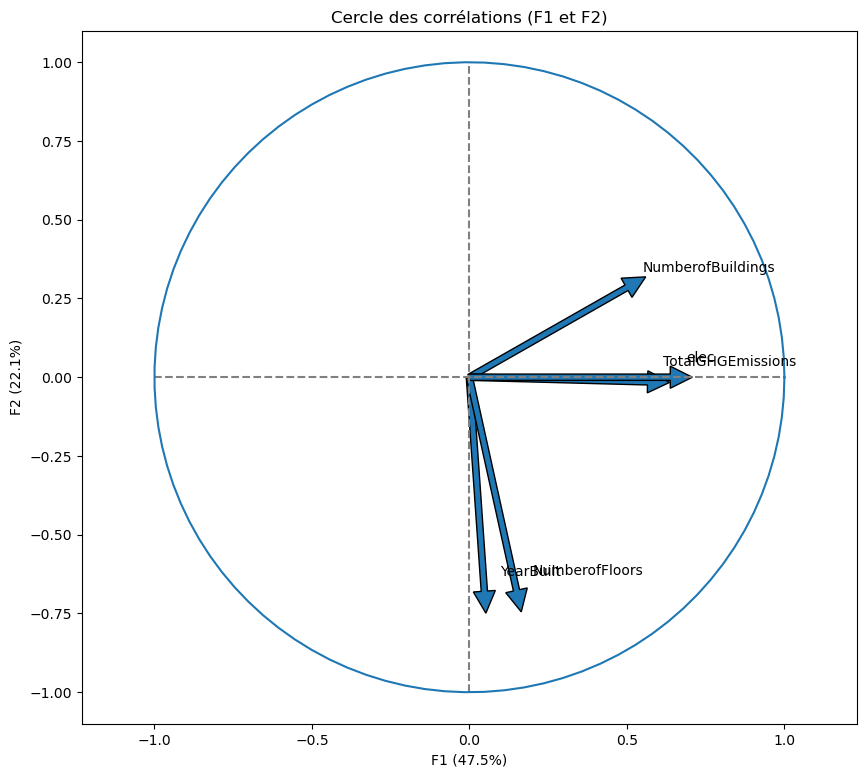 Cercle des corrélations (F1 et F2)
1.00
0.75
0.50
0.25
0.00
−0.25
−0.50
−0.75
−1.00
F2 (22.1%)
NumberofBuildings
elec
TotalGHGEmissions
YearBuilt
NumberofFloors
−1.0
−0.5
0.0
0.5
1.0
F1 (47.5%)